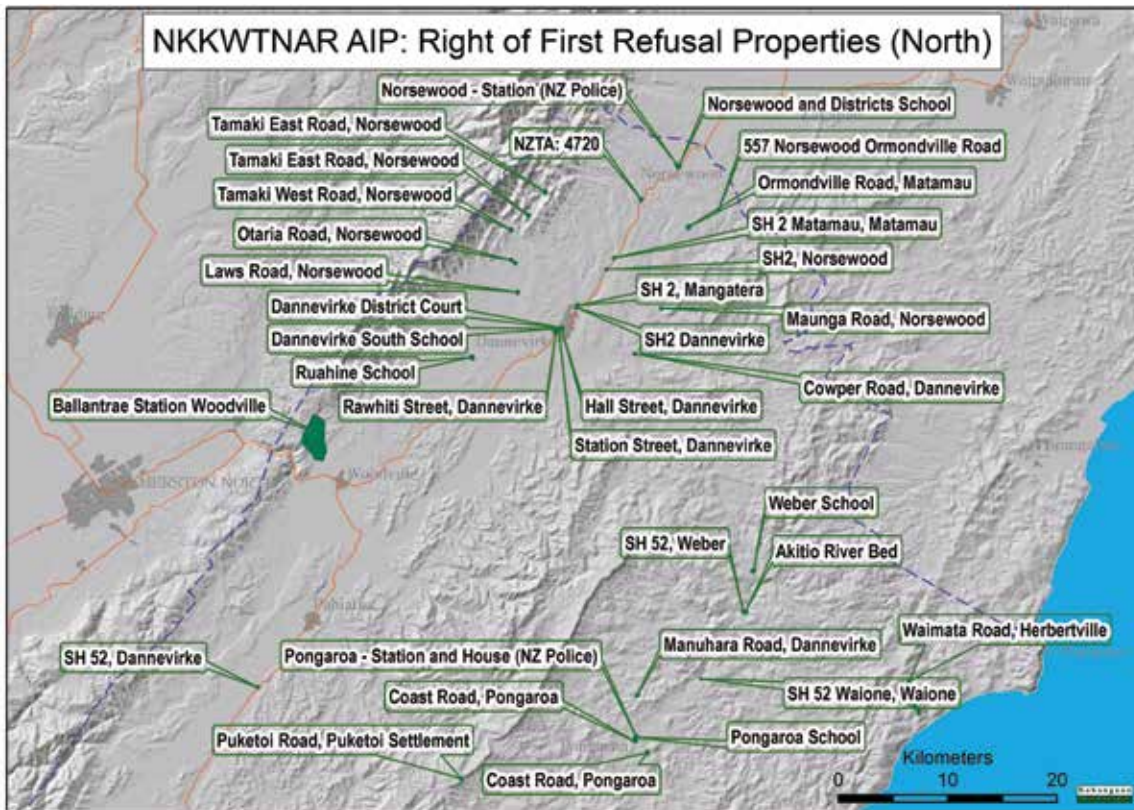 NKKWTNAR AIP: Right of First Refusal Properties (North)
Norsewood - Station (NZ Police)
Norsewood and Districts School
Tamaki East Road, Norsewood
NZTA: 4720
557 Norsewood Ormondville Road
Tamaki East Road, Norsewood
Norsewood
Ormondville Road, Matamau
Tamaki West Road, Norsewood
SH 2 Matamau, Matamau
Otaria Road, Norsewood
SH2, Norsewood
Laws Road, Norsewood
SH 2, Mangatera
Dannevirke District Court
Maunga Road, Norsewood
Dannevirke South School
SH2 Dannevirke
Ruahine School
Cowper Road, Dannevirke
Ballantrae Station Woodville
Rawhiti Street, Dannevirke
Hall Street, Dannevirke
Station Street, Dannevirke
Woodville
Weber School
SH 52, Weber
Akitio River Bed
Waimata Road, Herbertville
Manuhara Road, Dannevirke
SH 52, Dannevirke
Pongaroa - Station and House (NZ Police)
SH 52 Waione, Waione
Coast Road, Pongaroa
Puketoi Road, Puketoi Settlement
Pongaroa School
Coast Road, Pongaroa
Kilometers
0 10 20